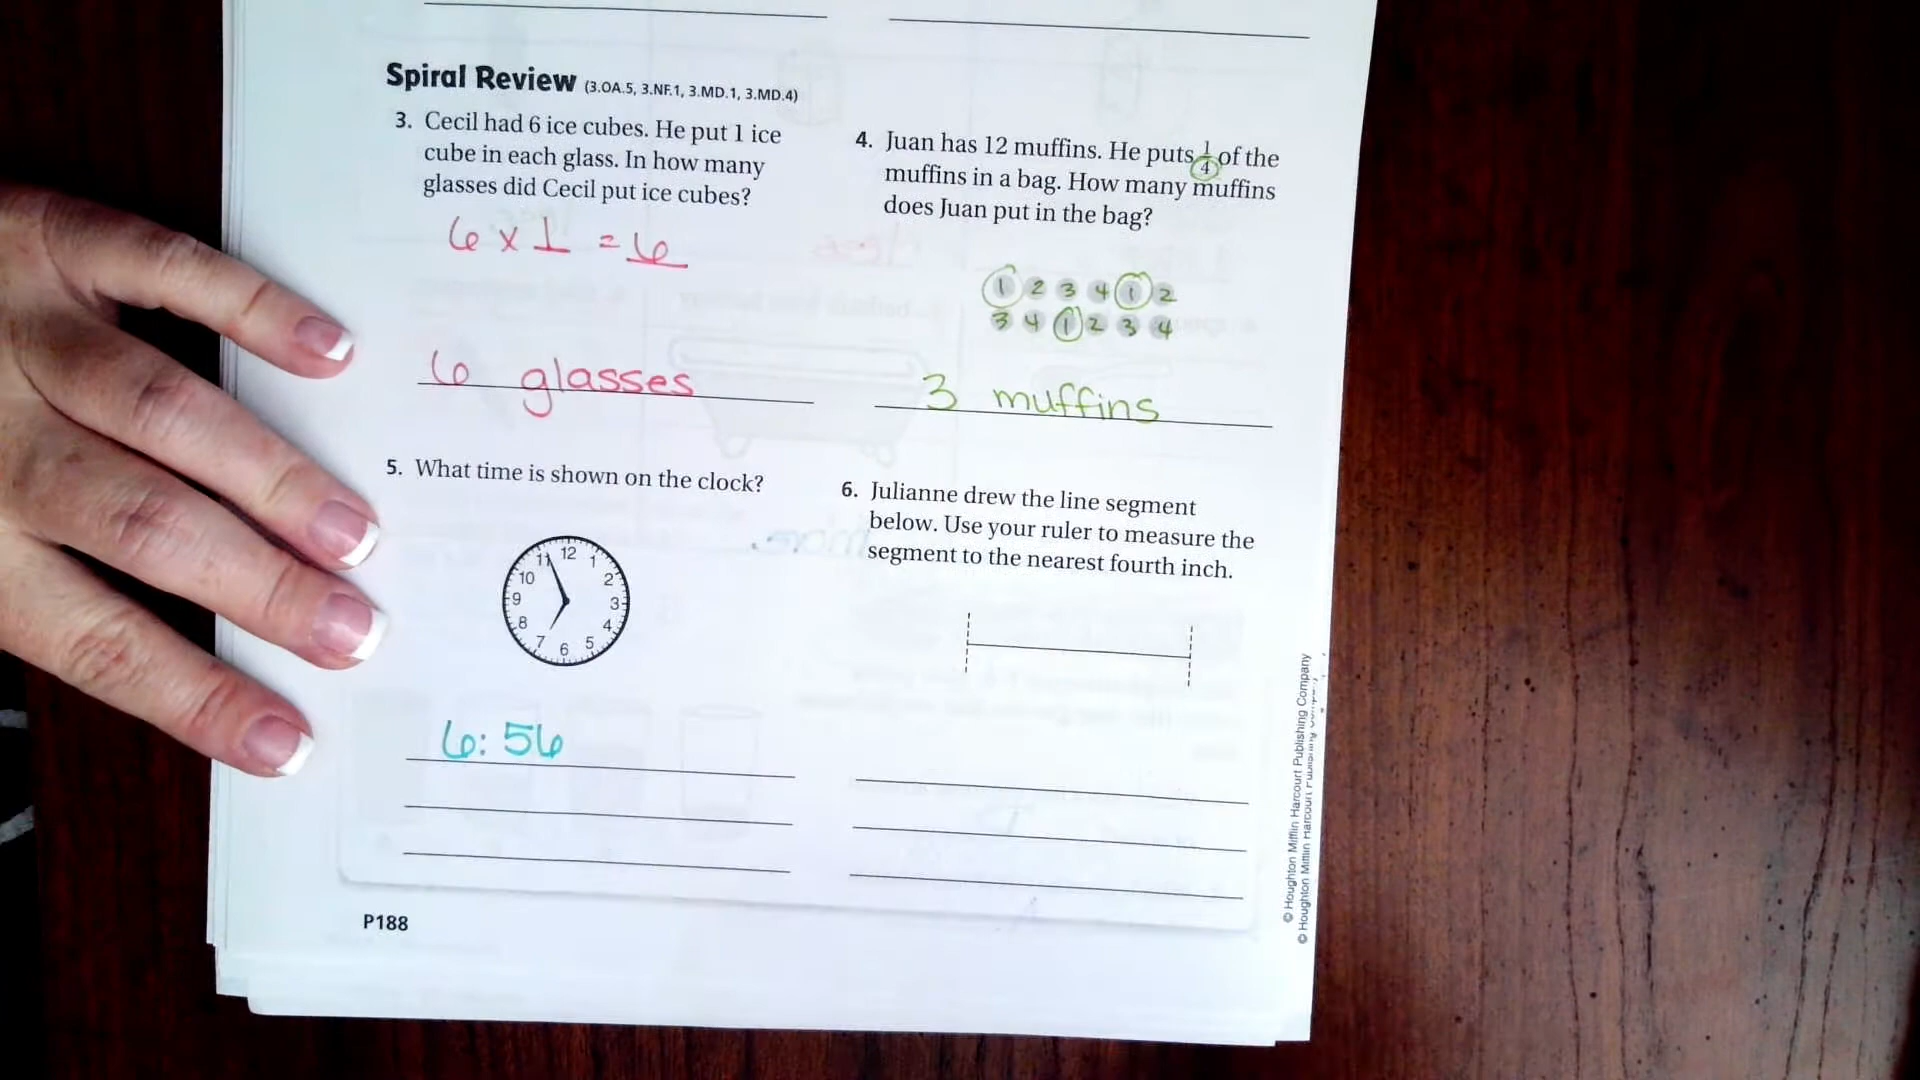 Spiral Review (3.OA.5, 3.NF.1, 3.MD.1, 3.MD.4)
3. Cecil had 6 ice cubes. He put 1 ice
cube in each glass. In how many
glasses did Cecil put ice cubes?
6 x 1 = 6
6 glasses
4. Juan has 12 muffins. He puts 1/4 of the
muffins in a bag. How many muffins
does Juan put in the bag?
1 2 3 4 1 2
3 4 1 2 3 4
3 muffins
5. What time is shown on the clock?
12
1
2
3
4
5
6
7
8
9
10
11
6:56
6. Julianne drew the line segment
below. Use your ruler to measure the
segment to the nearest fourth inch.
P188
© Houghton Mifflin Harcourt Publishing Company